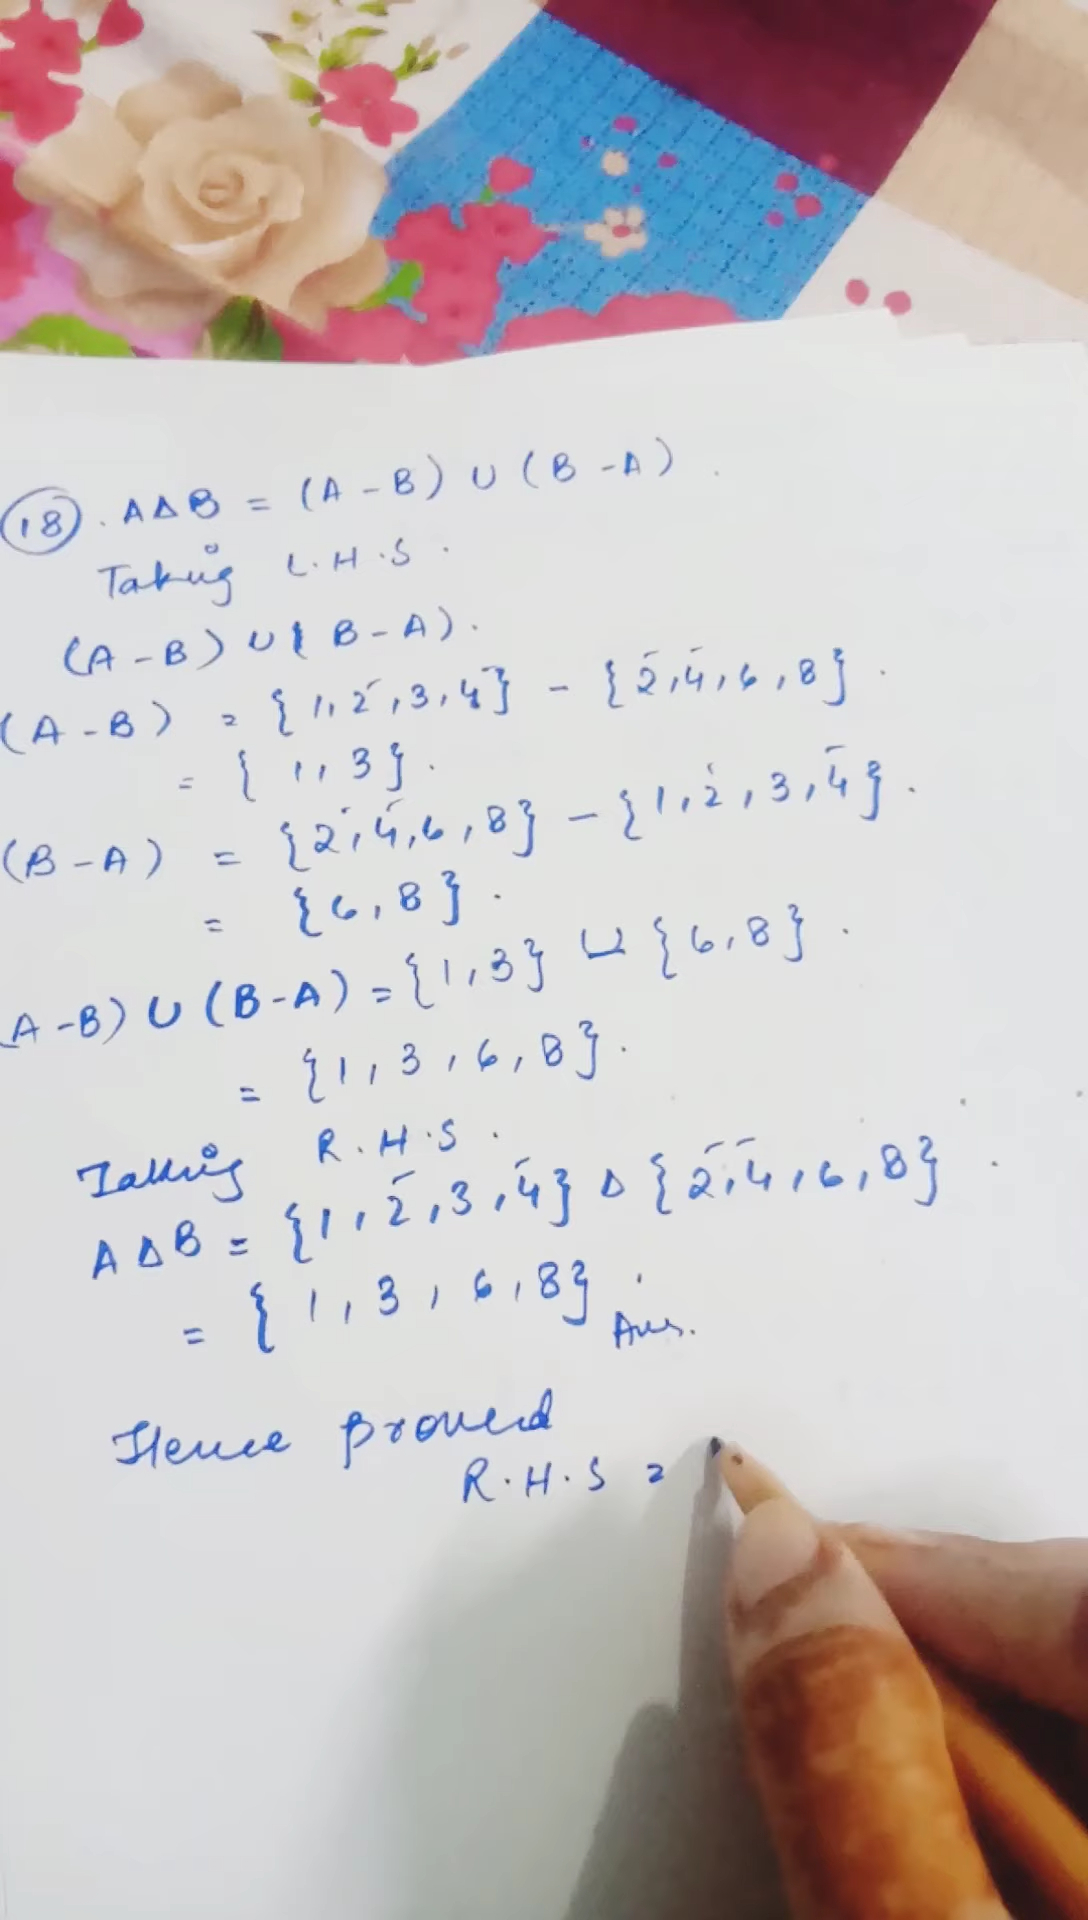 18. A Δ B = (A - B) ∪ (B - A).
Taking L.H.S.
(A - B) ∪ ( B - A).
(A - B) = {1, 2, 3, 4} - {2, 4, 6, 8}.
= {1, 3}.
(B - A) = {2, 4, 6, 8} - {1, 2, 3, 4}.
= {6, 8}.
(A - B) ∪ (B - A) = {1, 3} ∪ {6, 8}.
= {1, 3, 6, 8}.
Taking R.H.S.
A Δ B = {1, 2, 3, 4} Δ {2, 4, 6, 8}.
= {1, 3, 6, 8}. Ans.
Hence Proved
R.H.S =